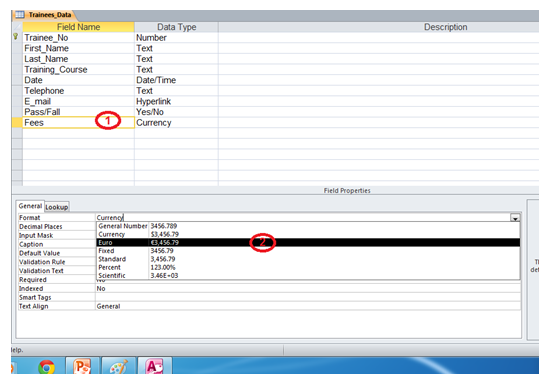 Trainees_Data
Field Name Data Type Description
Trainee_No Number
First_Name Text
Last_Name Text
Training_Course Text
Date Date/Time
Telephone Text
E_mail Hyperlink
Pass/Fall Yes/No
Fees 1 Currency
Field Properties
General Lookup
Format Currency
Decimal Places General Number 3456.789
Input Mask Currency $3,456.79
Caption Euro €3,456.79 2
Default Value Fixed 3456.79
Validation Rule Standard 3,456.79
Validation Text Percent 123.00%
Required Scientific 3.46E+03
Indexed No
Smart Tags
Text Align General
Th
def
elp.